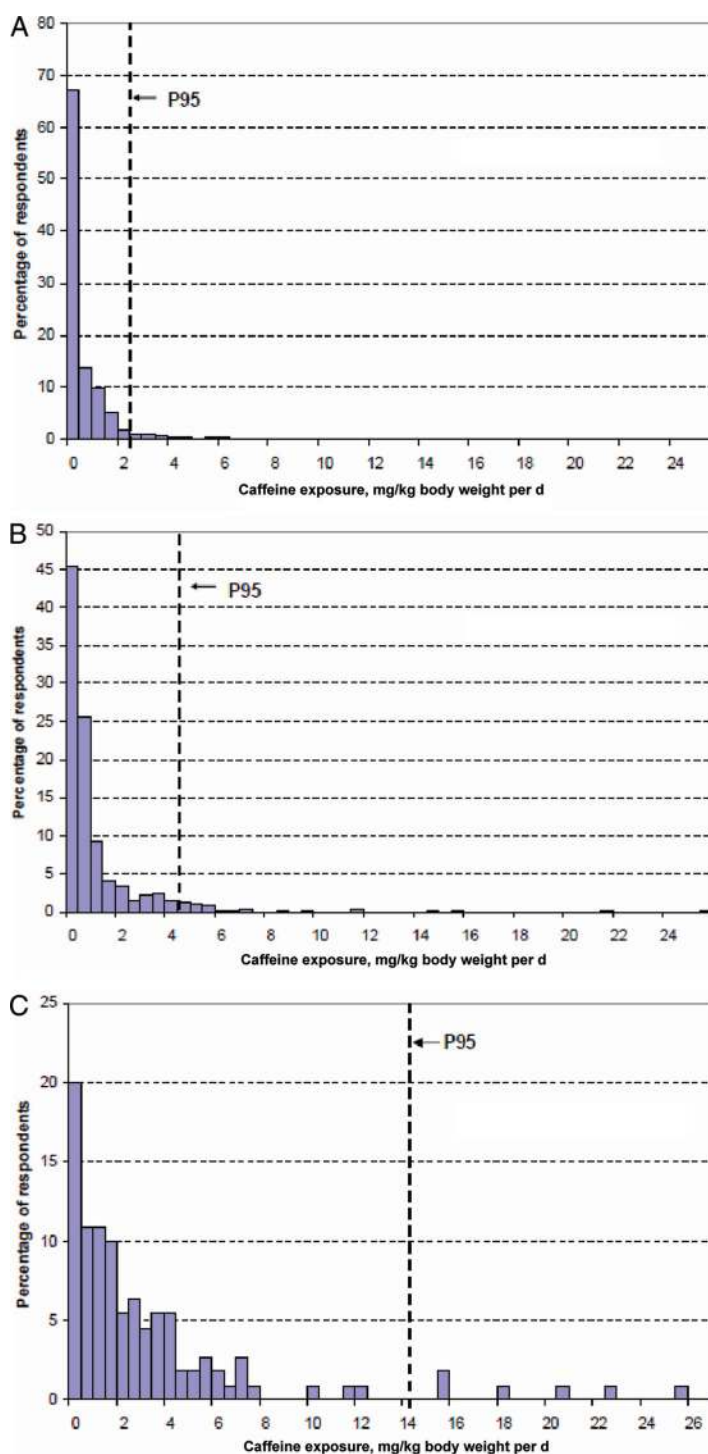 A
80
70
60
50
40
30
20
10
0
Percentage of respondents
P95
0 2 4 6 8 10 12 14 16 18 20 22 24
Caffeine exposure, mg/kg body weight per d
B
50
45
40
35
30
25
20
15
10
5
0
Percentage of respondents
P95
0 2 4 6 8 10 12 14 16 18 20 22 24
Caffeine exposure, mg/kg body weight per d
C
25
20
15
10
5
0
Percentage of respondents
P95
0 2 4 6 8 10 12 14 16 18 20 22 24 26
Caffeine exposure, mg/kg body weight per d